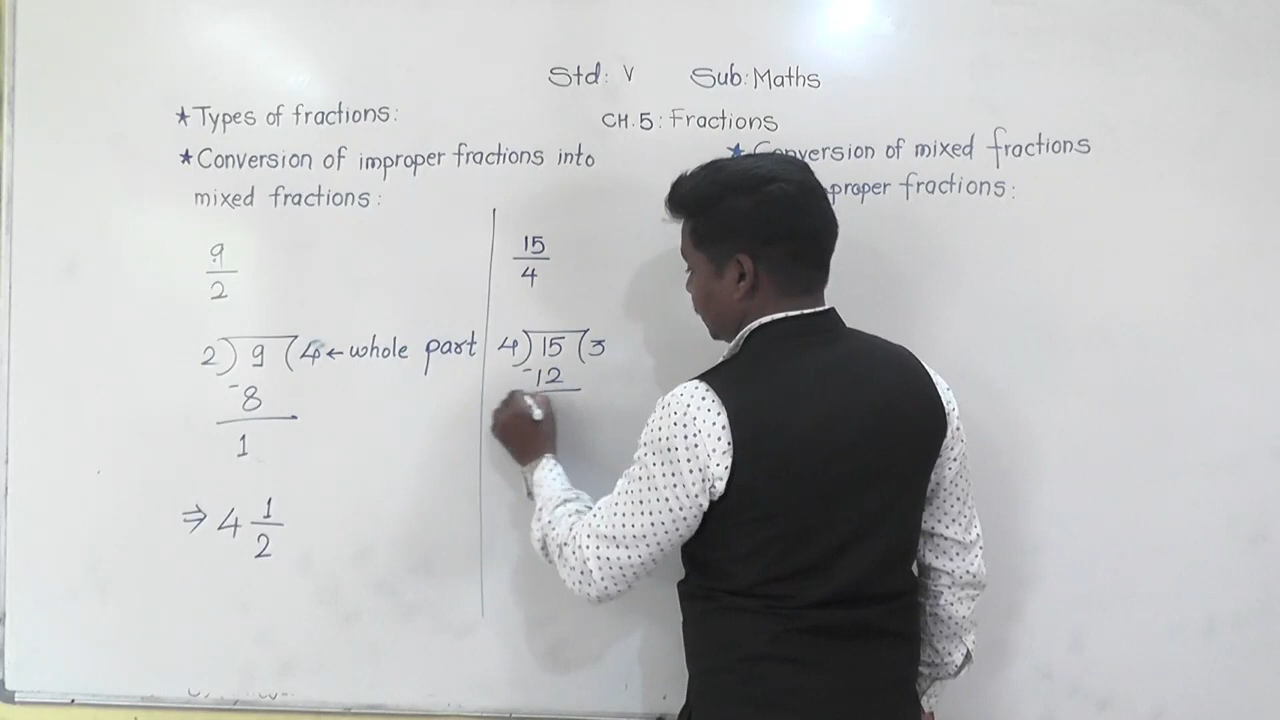 Std: V Sub: Maths
CH.5: Fractions
★ Types of fractions:
★ Conversion of improper fractions into
mixed fractions:
9
2
2) 9 (4 ← whole part
-8
1
⇒ 4 1
2
15
4
4) 15 (3
-12
★ Conversion of mixed fractions
fractions: